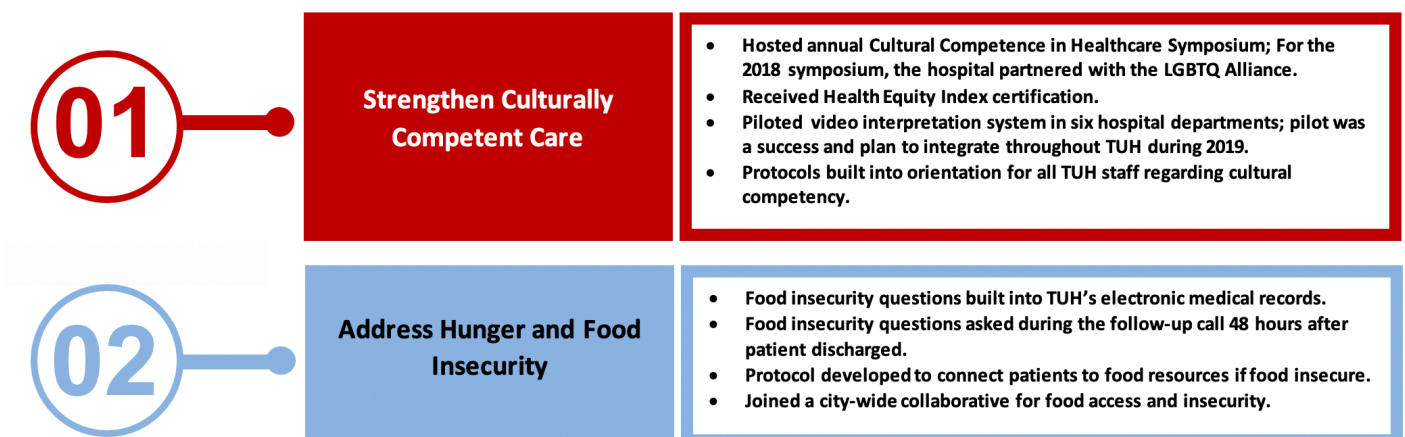 01
Strengthen Culturally
Competent Care
• Hosted annual Cultural Competence in Healthcare Symposium; For the
2018 symposium, the hospital partnered with the LGBTQ Alliance.
• Received Health Equity Index certification.
• Piloted video interpretation system in six hospital departments; pilot was
a success and plan to integrate throughout TUH during 2019.
• Protocols built into orientation for all TUH staff regarding cultural
competency.
02
Address Hunger and Food
Insecurity
• Food insecurity questions built into TUH’s electronic medical records.
• Food insecurity questions asked during the follow-up call 48 hours after
patient discharged.
• Protocol developed to connect patients to food resources if food insecure.
• Joined a city-wide collaborative for food access and insecurity.